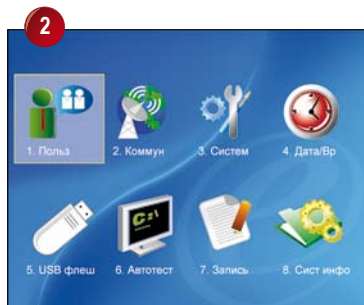 2
1. Польз
2. Коммун
3. Систем
4. Дата/Вр
5. USB флеш
6. Автотест
C:\
7. Запись
8. Сист инфо